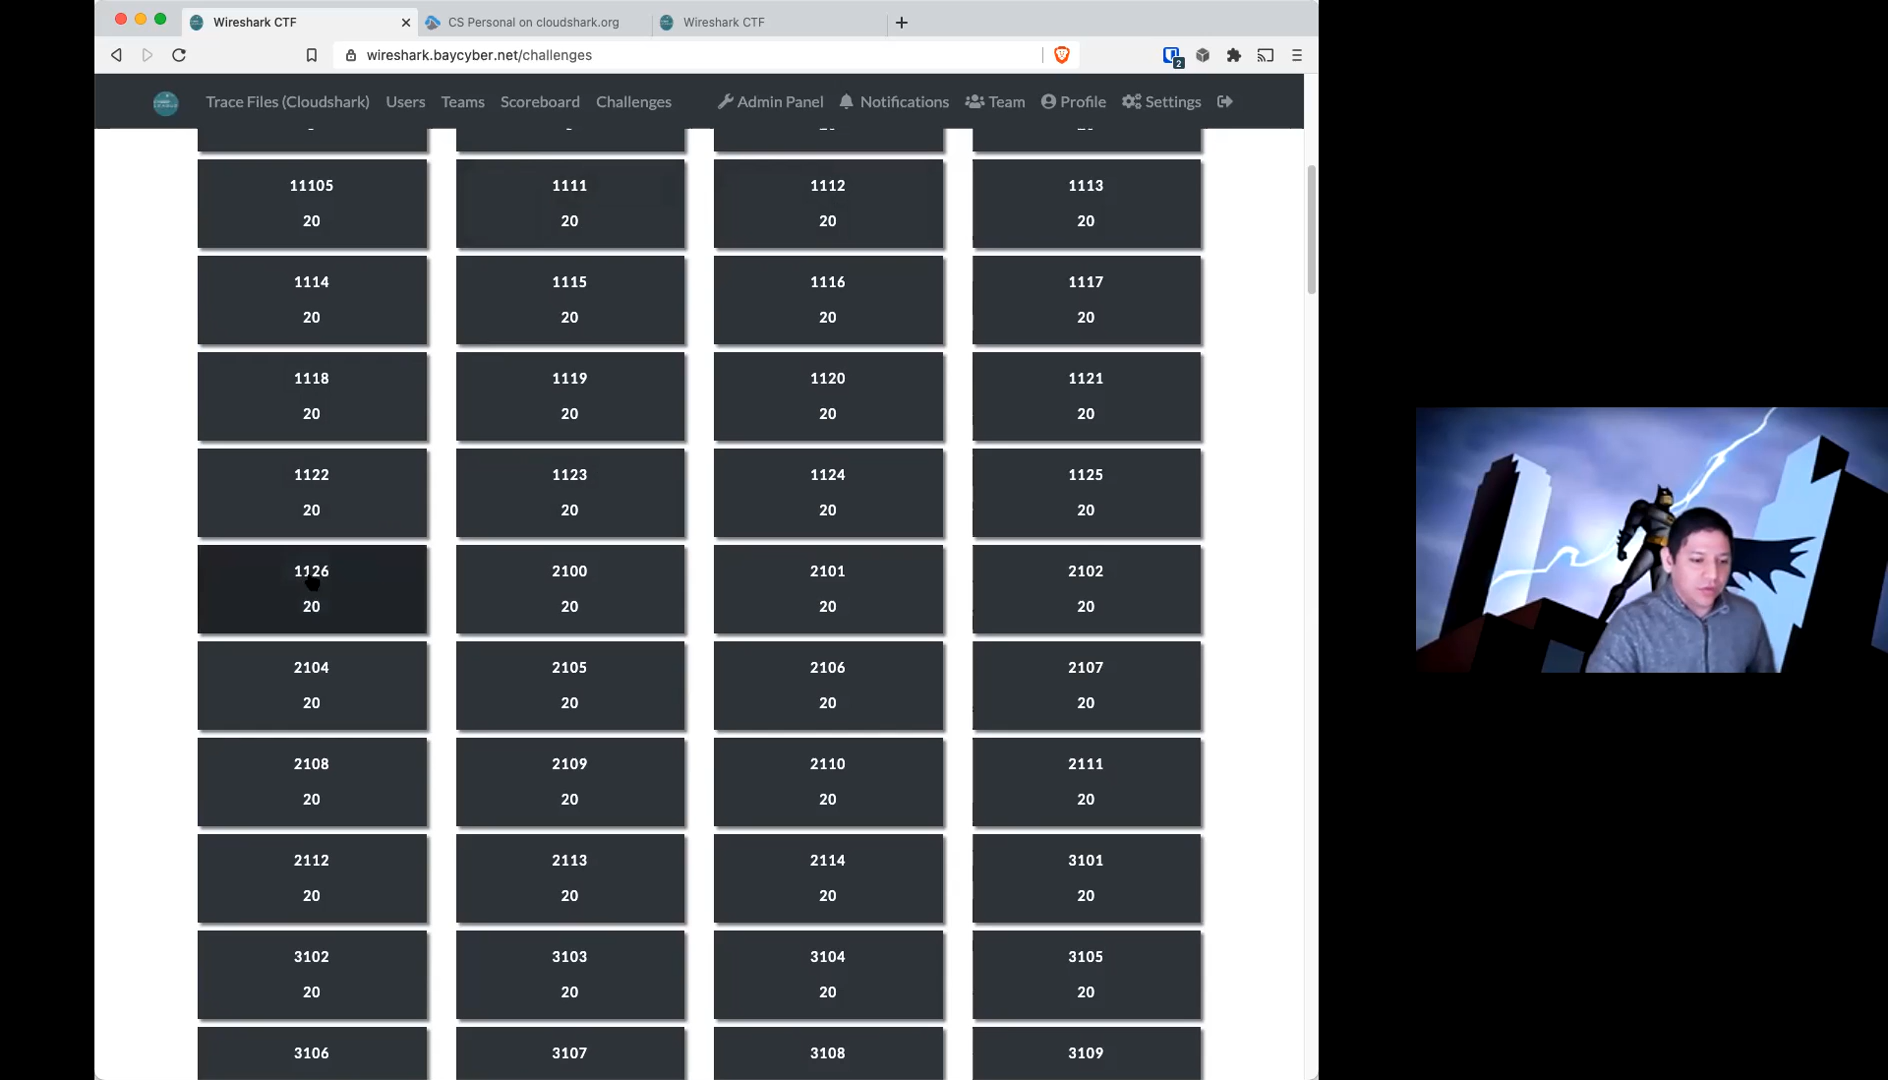 Wireshark CTF
CS Personal on cloudshark.org
Wireshark CTF
wireshark.baycyber.net/challenges
2
Trace Files (Cloudshark) Users Teams Scoreboard Challenges Admin Panel Notifications Team Profile Settings
11105 1111 1112 1113
20 20 20 20
1114 1115 1116 1117
20 20 20 20
1118 1119 1120 1121
20 20 20 20
1122 1123 1124 1125
20 20 20 20
1126 2100 2101 2102
20 20 20 20
2104 2105 2106 2107
20 20 20 20
2108 2109 2110 2111
20 20 20 20
2112 2113 2114 3101
20 20 20 20
3102 3103 3104 3105
20 20 20 20
3106 3107 3108 3109